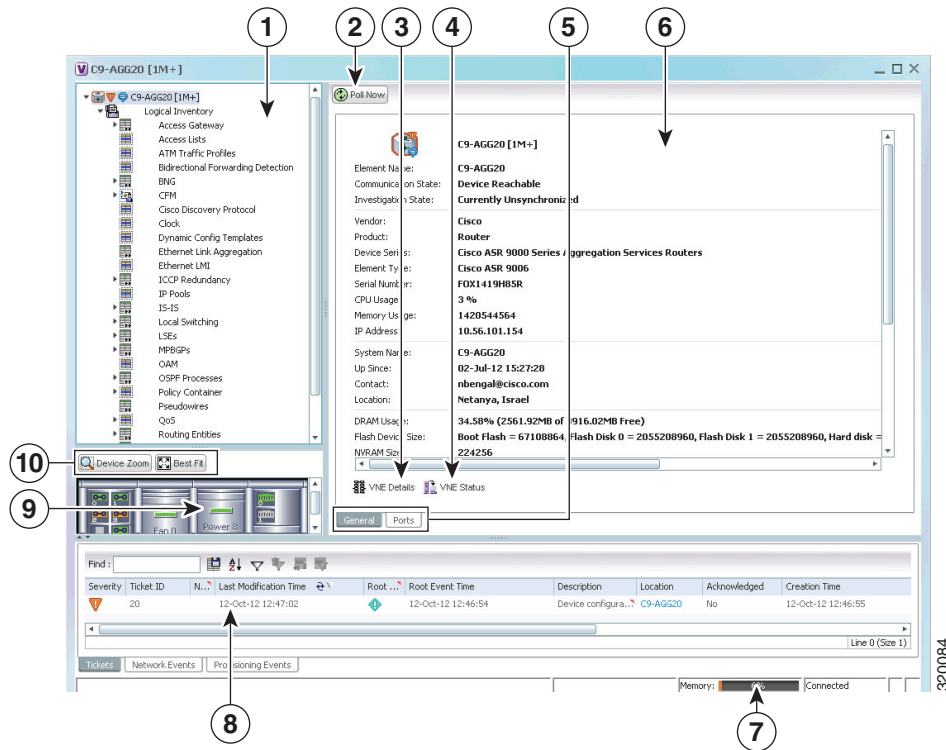 1 2 3 4 5 6
C9-AGG20 [1M+]
C9-AGG20 [1M+]
Logical Inventory
Access Gateway
Access Lists
ATM Traffic Profiles
Bidirectional Forwarding Detection
BNG
CFM
Cisco Discovery Protocol
Clock
Dynamic Config Templates
Ethernet Link Aggregation
Ethernet LMI
ICCP Redundancy
IP Pools
IS-IS
Local Switching
LSEs
MPBGPs
OAM
OSPF Processes
Policy Container
Pseudowires
QoS
Routing Entities
10
Device Zoom Best Fit
9
Fan 0 Power 8
Poll Now
C9-AGG20 [1M+]
Element Name: C9-AGG20
Communication State: Device Reachable
Investigation State: Currently Unsynchronized
Vendor: Cisco
Product: Router
Device Series: Cisco ASR 9000 Series Aggregation Services Routers
Element Type: Cisco ASR 9006
Serial Number: FOX1419H85R
CPU Usage 3 %
Memory Usage: 1420544564
IP Address 10.56.101.154
System Name: C9-AGG20
Up Since: 02-Jul-12 15:27:28
Contact: nbengal@cisco.com
Location: Netanya, Israel
DRAM Usage: 34.58% (2561.92MB of 3916.02MB Free)
Flash Device Size: Boot Flash = 67108864, Flash Disk 0 = 2055208960, Flash Disk 1 = 2055208960, Hard disk =
NVRAM Size 224256
VNE Details VNE Status
General Ports
Find :
Severity Ticket ID N... Last Modification Time Root ... Root Event Time Description Location Acknowledged Creation Time
20 12-Oct-12 12:47:02 12-Oct-12 12:46:54 Device configura... C9-AGG20 No 12-Oct-12 12:46:55
Line 0 (Size 1)
Tickets Network Events Provisioning Events
Memory: Connected
8 7
320084